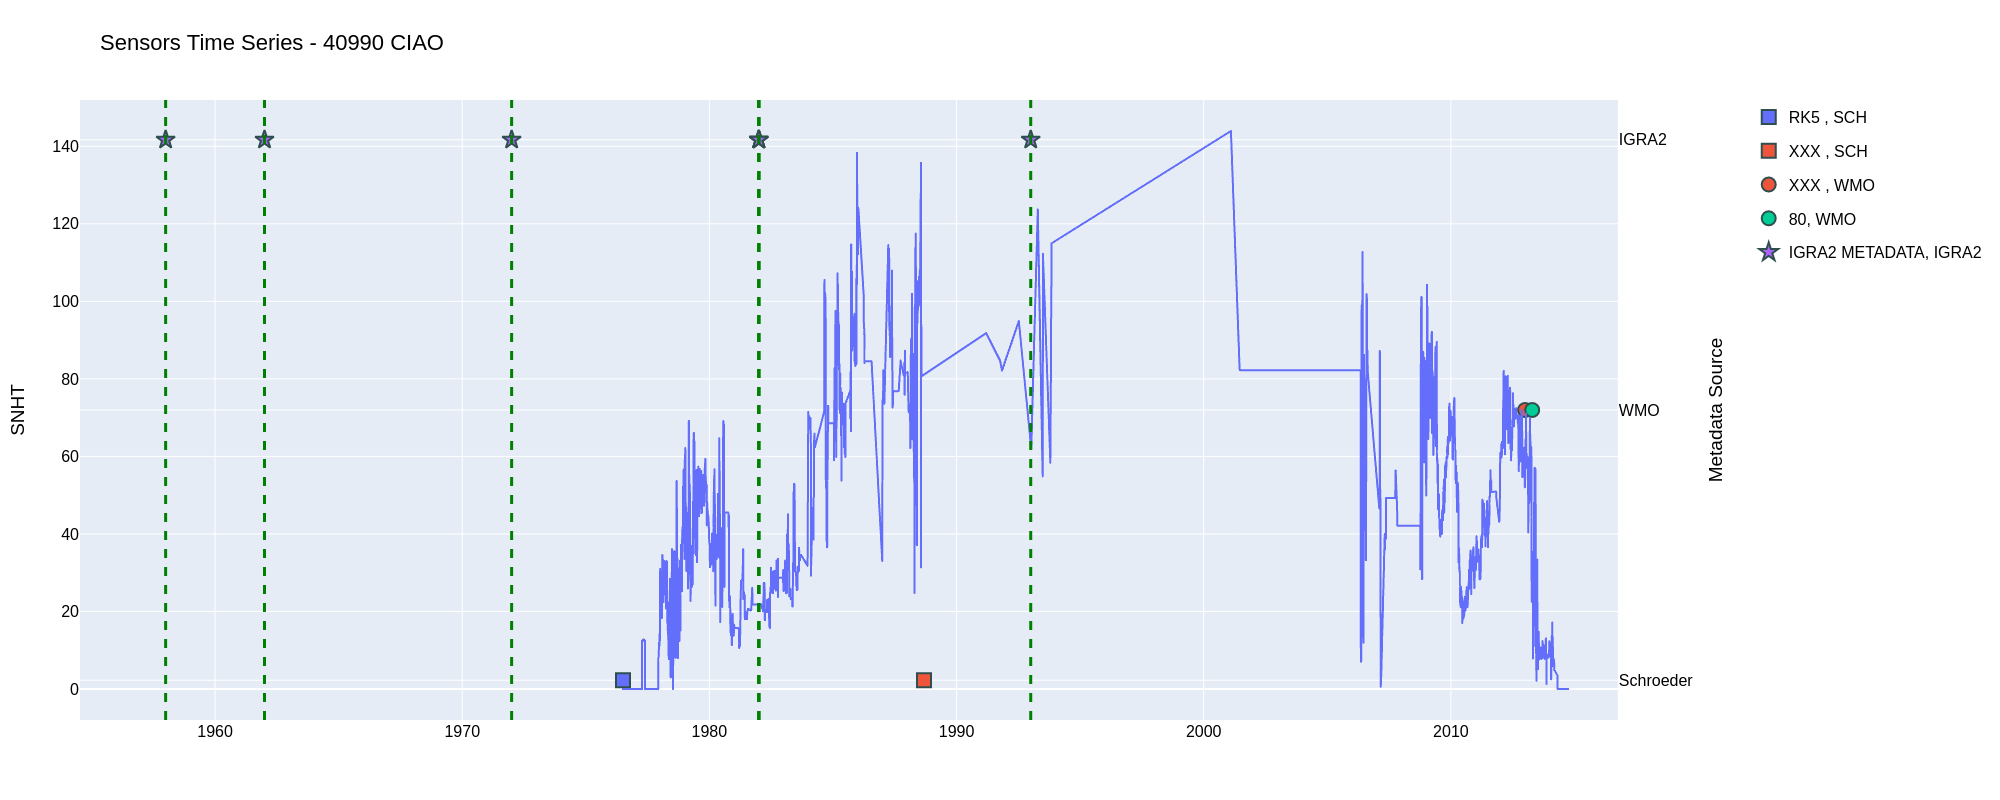 Sensors Time Series - 40990 CIAO
140
120
100
80
60
40
20
0
SNHT
1960
1970
1980
1990
2000
2010
IGRA2
WMO
Schroeder
Metadata Source
RK5 , SCH
XXX , SCH
XXX , WMO
80, WMO
IGRA2 METADATA, IGRA2